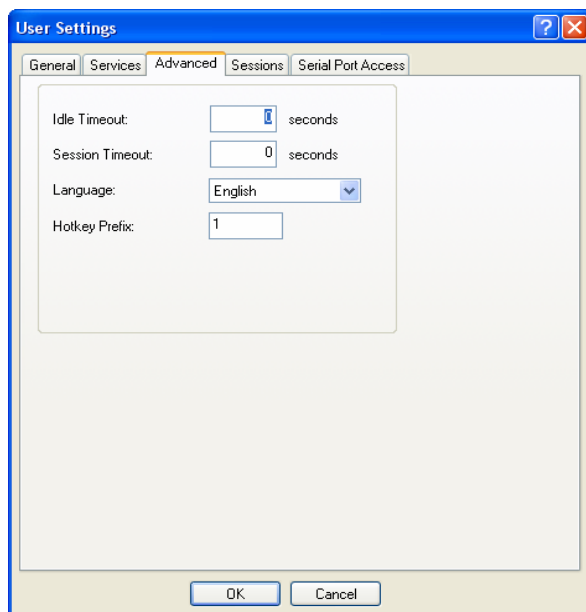 User Settings
General Services Advanced Sessions Serial Port Access
Idle Timeout: 0 seconds
Session Timeout: 0 seconds
Language: English
Hotkey Prefix: 1
OK Cancel